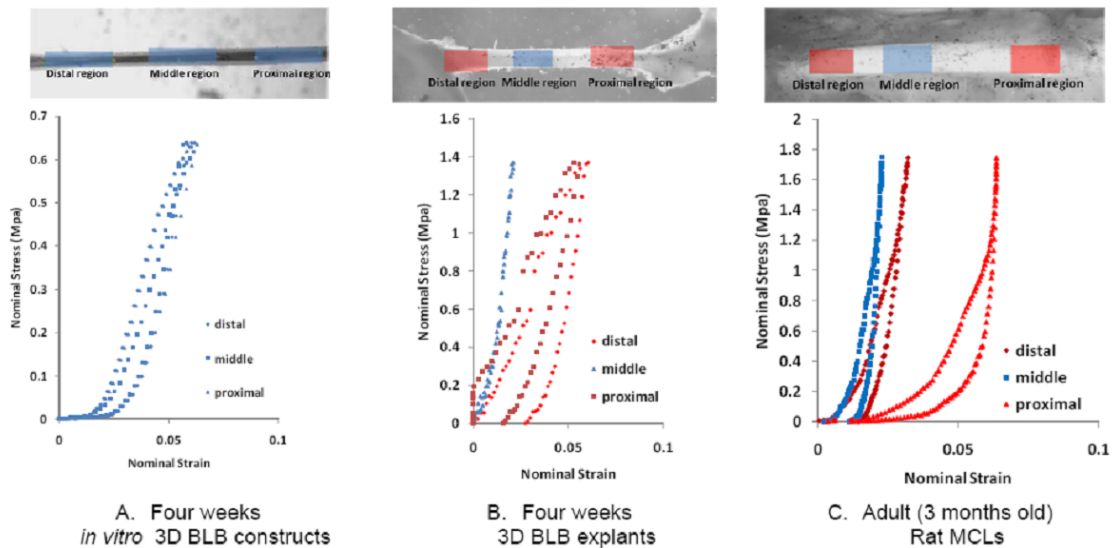 Distal region Middle region Proximal region
Distal region Middle region Proximal region
Distal region Middle region Proximal region
0.7
0.6
0.5
0.4
0.3
0.2
0.1
0
0 0.05 0.1
Nominal Stress (Mpa)
Nominal Strain
distal
middle
proximal
1.6
1.4
1.2
1
0.8
0.6
0.4
0.2
0
0 0.05 0.1
Nominal Stress (Mpa)
Nominal Strain
distal
middle
proximal
2
1.8
1.6
1.4
1.2
1
0.8
0.6
0.4
0.2
0
0 0.05 0.1
Nominal Stress (Mpa)
Nominal Strain
distal
middle
proximal
A. Four weeks
in vitro 3D BLB constructs
B. Four weeks
3D BLB explants
C. Adult (3 months old)
Rat MCLs